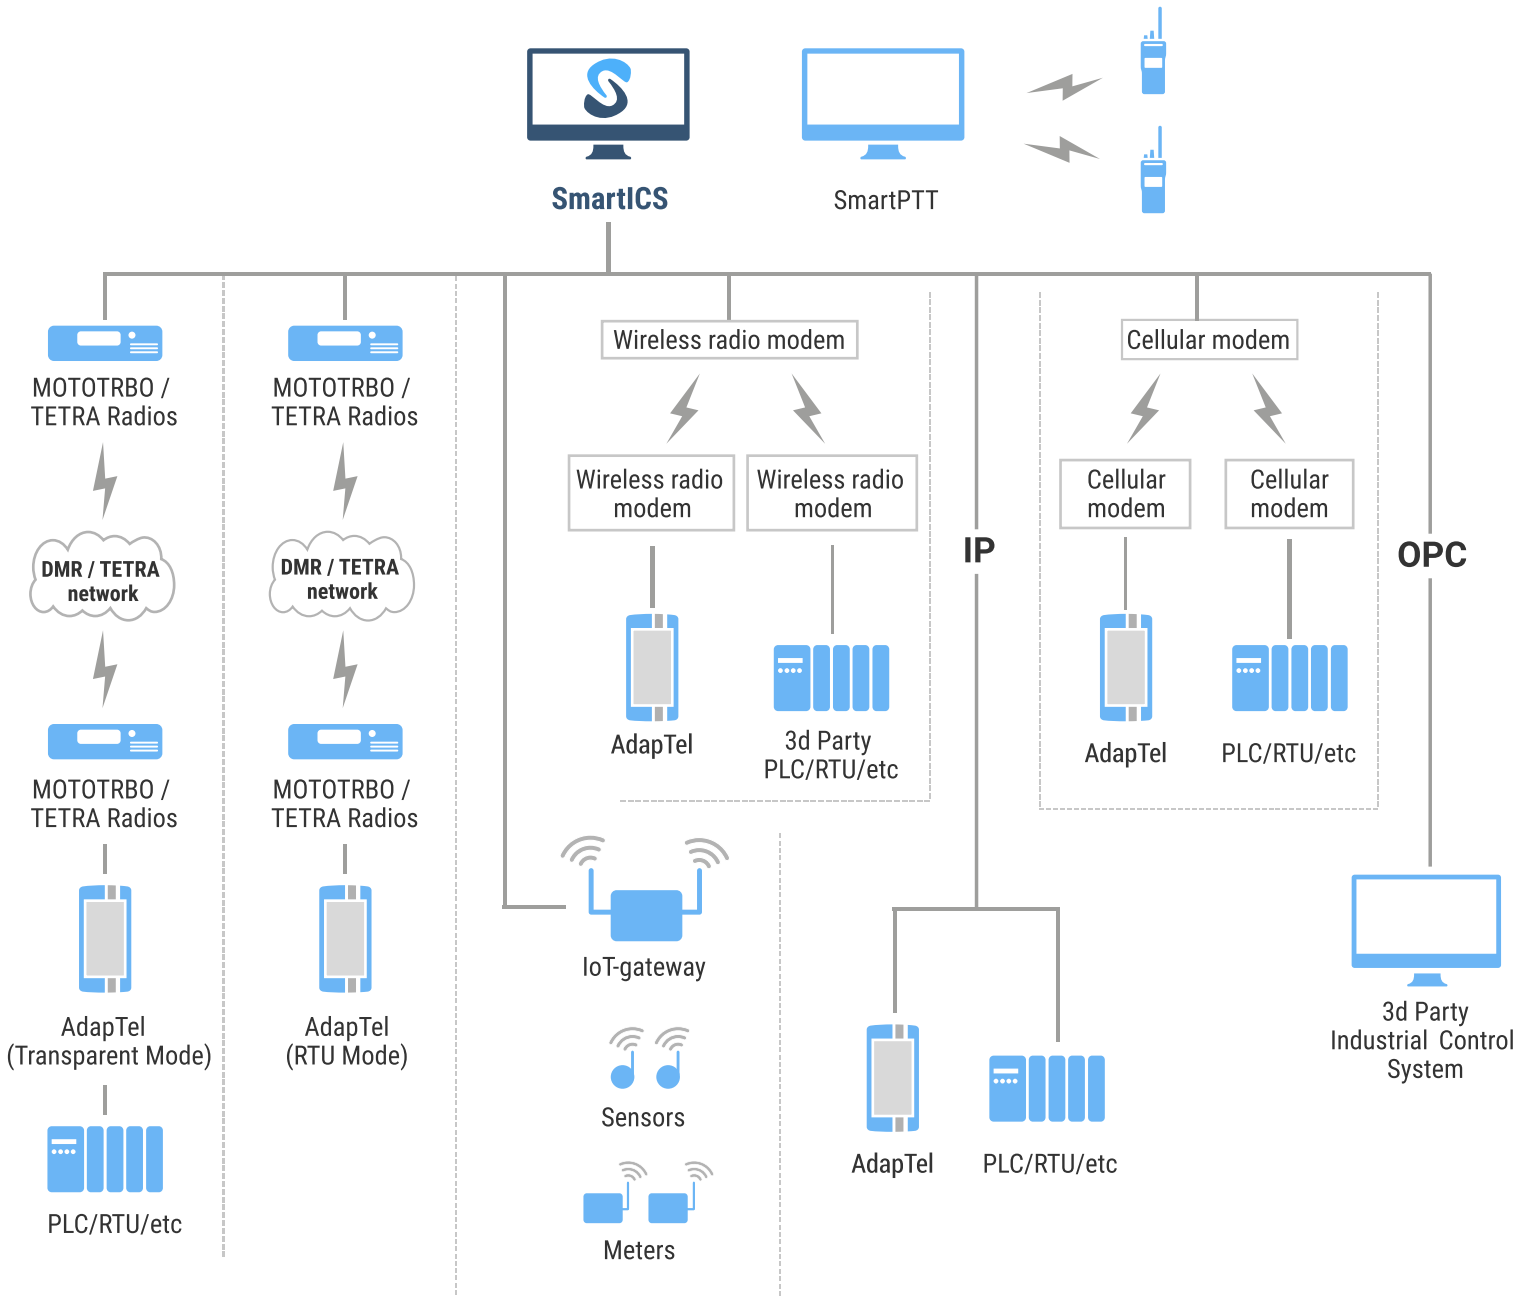 SmartICS
SmartPTT
MOTOTRBO /
TETRA Radios
DMR / TETRA
network
MOTOTRBO /
TETRA Radios
AdapTel
(Transparent Mode)
PLC/RTU/etc
MOTOTRBO /
TETRA Radios
DMR / TETRA
network
MOTOTRBO /
TETRA Radios
AdapTel
(RTU Mode)
Wireless radio modem
Wireless radio
modem
Wireless radio
modem
AdapTel
3d Party
PLC/RTU/etc
IoT-gateway
Sensors
Meters
IP
AdapTel
PLC/RTU/etc
Cellular modem
Cellular
modem
Cellular
modem
AdapTel
PLC/RTU/etc
OPC
3d Party
Industrial Control
System